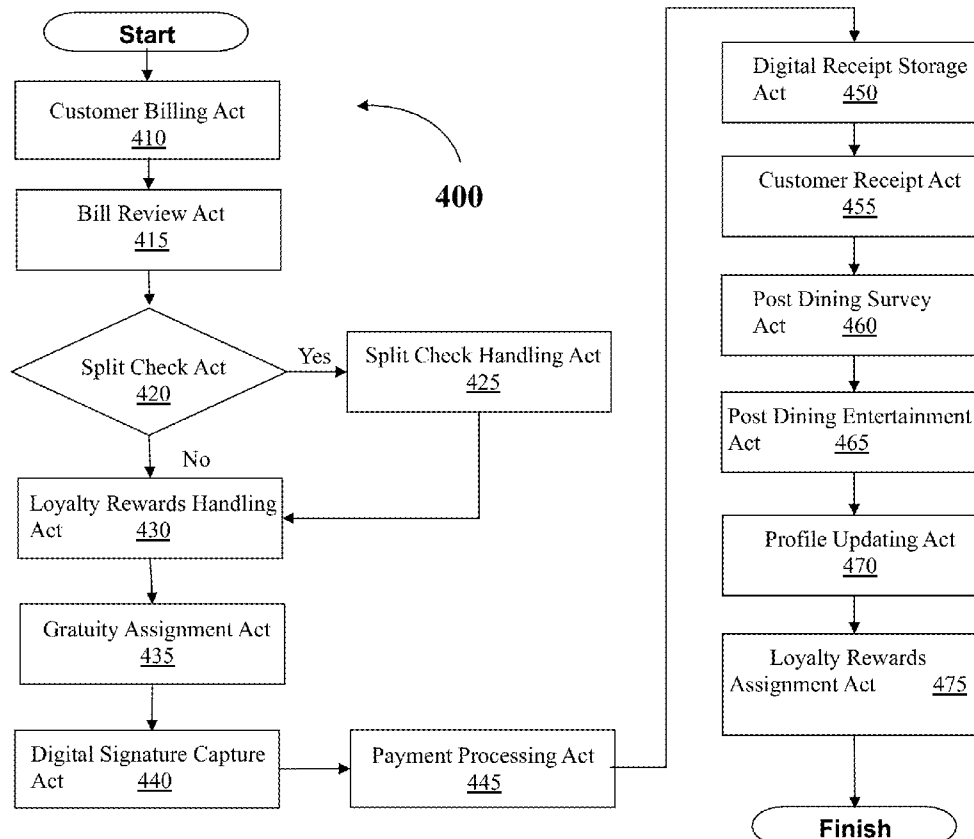 Start
Customer Billing Act
410
400
Bill Review Act
415
Split Check Act
420
Yes
Split Check Handling Act
425
No
Loyalty Rewards Handling
Act 430
Gratuity Assignment Act
435
Digital Signature Capture
Act 440
Payment Processing Act
445
Digital Receipt Storage
Act 450
Customer Receipt Act
455
Post Dining Survey
Act 460
Post Dining Entertainment
Act 465
Profile Updating Act
470
Loyalty Rewards
Assignment Act 475
Finish